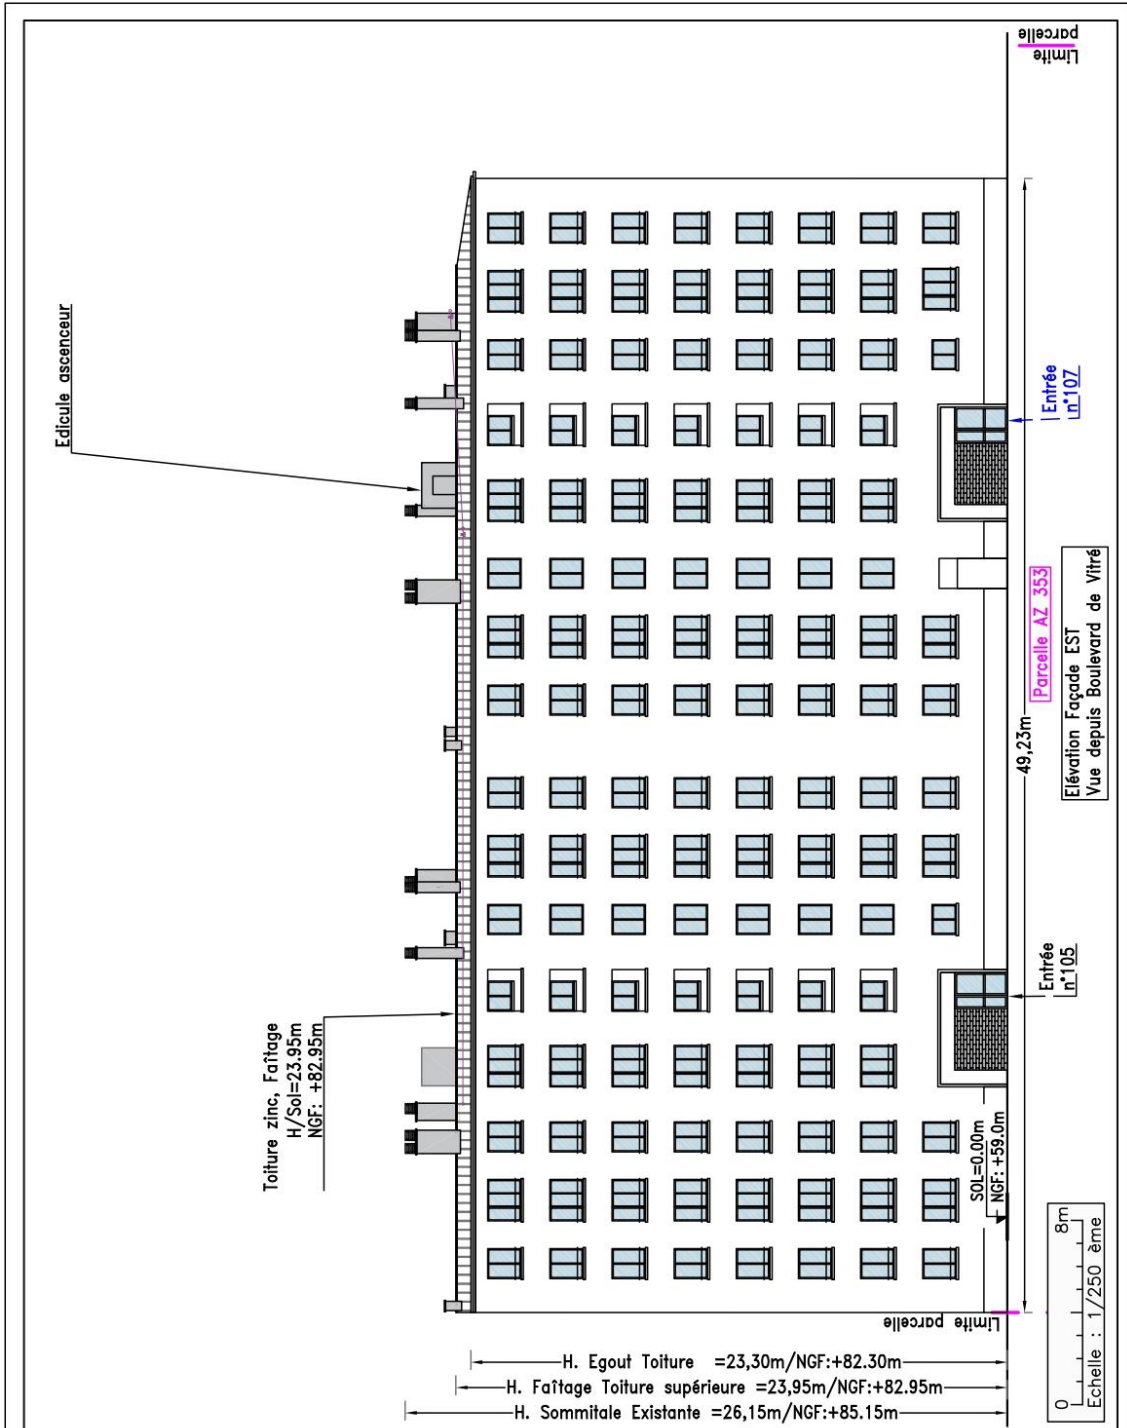 Edicule ascenceur
Toiture zinc, Faîtage
H/Sol=23.95m
NGF: +82.95m
Limite
parcelle
H. Egout Toiture =23,30m/NGF:+82.30m
H. Faîtage Toiture supérieure =23,95m/NGF:+82.95m
H. Sommitale Existante =26,15m/NGF:+85.15m
Limite parcelle
SOL=0.00m
NGF: +59.0m
Entrée
n°105
Entrée
n°107
49,23m
Parcelle AZ 353
Elévation Façade EST
Vue depuis Boulevard de Vitré
0 8m
Echelle : 1/250 ème